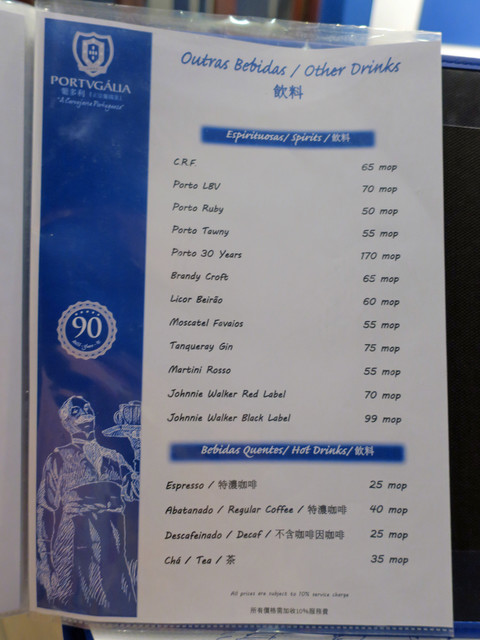 PORTVGÁLIA
葡多利
"A Cervejaria Portuguesa"
Outras Bebidas / Other Drinks
飲料
Espirituosas/ Spirits / 飲料
C.R.F. 65 mop
Porto LBV 70 mop
Porto Ruby 50 mop
Porto Tawny 55 mop
Porto 30 Years 170 mop
Brandy Croft 65 mop
Licor Beirão 60 mop
Moscatel Favaios 55 mop
Tanqueray Gin 75 mop
Martini Rosso 55 mop
Johnnie Walker Red Label 70 mop
Johnnie Walker Black Label 99 mop
90
Bebidas Quentes/ Hot Drinks/ 飲料
Espresso / 特濃咖啡 25 mop
Abatanado / Regular Coffee / 特濃咖啡 40 mop
Descafeinado / Decaf / 不含咖啡因咖啡 25 mop
Chá / Tea / 茶 35 mop
All prices are subject to 10% service charge
所有價格需加收10%服務費